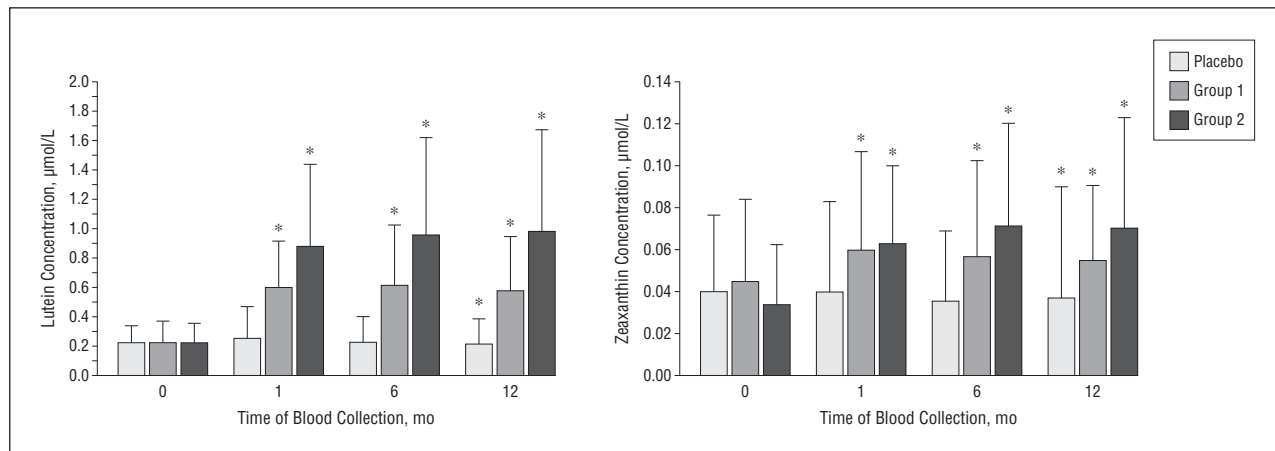 Placebo
Group 1
Group 2
Lutein Concentration, µmol/L
2.0
1.8
1.6
1.4
1.2
1.0
0.8
0.6
0.4
0.2
0.0
* * * * * * *
0 1 6 12
Time of Blood Collection, mo
Zeaxanthin Concentration, µmol/L
0.14
0.12
0.10
0.08
0.06
0.04
0.02
0.00
* * * * * * *
0 1 6 12
Time of Blood Collection, mo